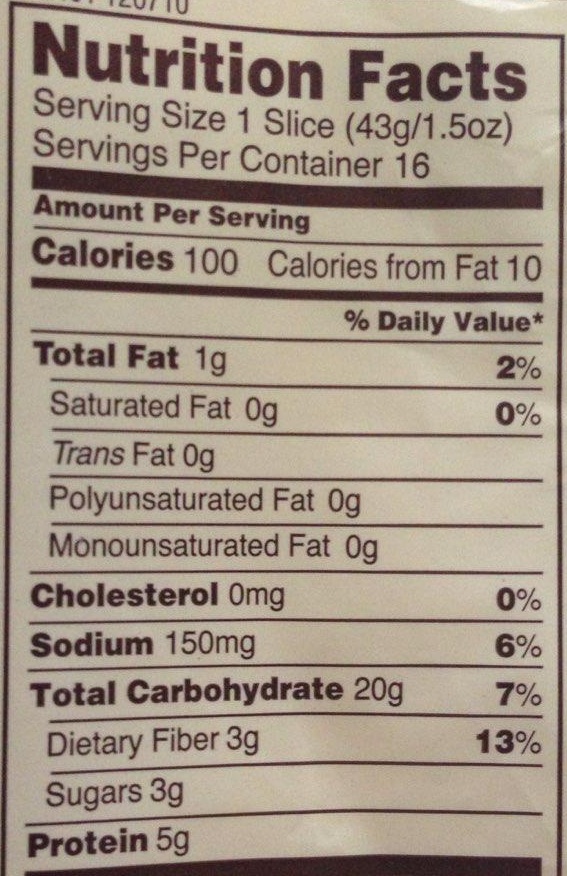 Nutrition Facts
Serving Size 1 Slice (43g/1.5oz)
Servings Per Container 16
Amount Per Serving
Calories 100 Calories from Fat 10
% Daily Value*
Total Fat 1g 2%
Saturated Fat 0g 0%
Trans Fat 0g
Polyunsaturated Fat 0g
Monounsaturated Fat 0g
Cholesterol 0mg 0%
Sodium 150mg 6%
Total Carbohydrate 20g 7%
Dietary Fiber 3g 13%
Sugars 3g
Protein 5g